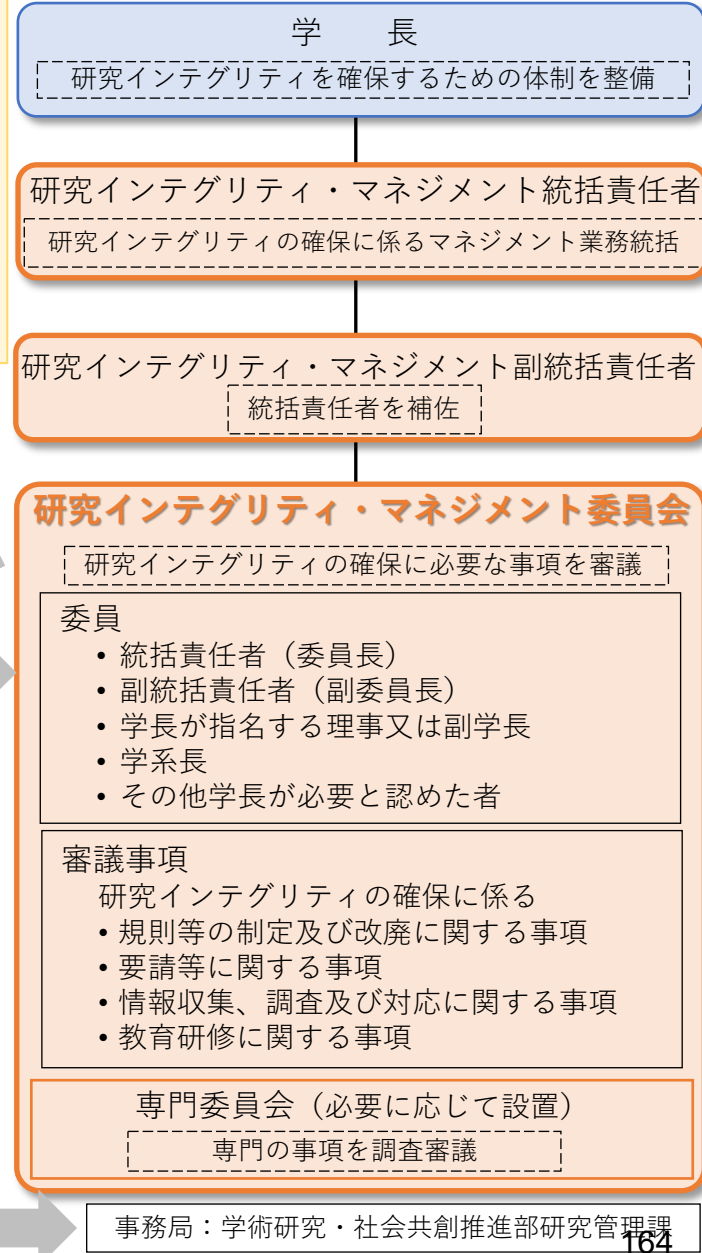 学　長
研究インテグリティを確保するための体制を整備
研究インテグリティ・マネジメント統括責任者
研究インテグリティの確保に係るマネジメント業務統括
研究インテグリティ・マネジメント副統括責任者
統括責任者を補佐
研究インテグリティ・マネジメント委員会
研究インテグリティの確保に必要な事項を審議
委員
• 統括責任者（委員長）
• 副統括責任者（副委員長）
• 学長が指名する理事又は副学長
• 学系長
• その他学長が必要と認めた者
審議事項
研究インテグリティの確保に係る
• 規則等の制定及び改廃に関する事項
• 要請等に関する事項
• 情報収集、調査及び対応に関する事項
• 教育研修に関する事項
専門委員会（必要に応じて設置）
専門の事項を調査審議
事務局：学術研究・社会共創推進部研究管理課
164